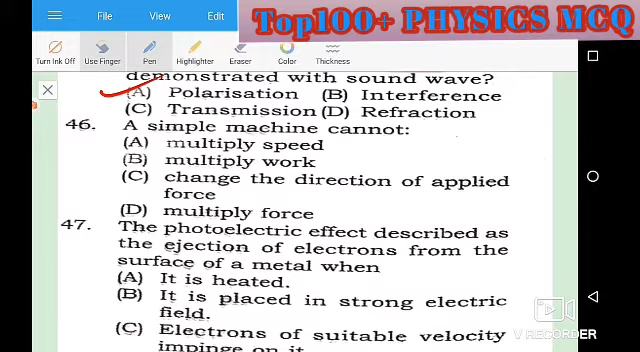 File View Edit
Top100+ PHYSICS MCQ
Turn Ink Off Use Finger Pen Highlighter Eraser Color Thickness
demonstrated with sound wave?
(A) Polarisation (B) Interference
(C) Transmission (D) Refraction
46. A simple machine cannot:
(A) multiply speed
(B) multiply work
(C) change the direction of applied
force
(D) multiply force
47. The photoelectric effect described as
the ejection of electrons from the
surface of a metal when
(A) It is heated.
(B) It is placed in strong electric
field.
(C) Electrons of suitable velocity
impinge on it
V RECORDER